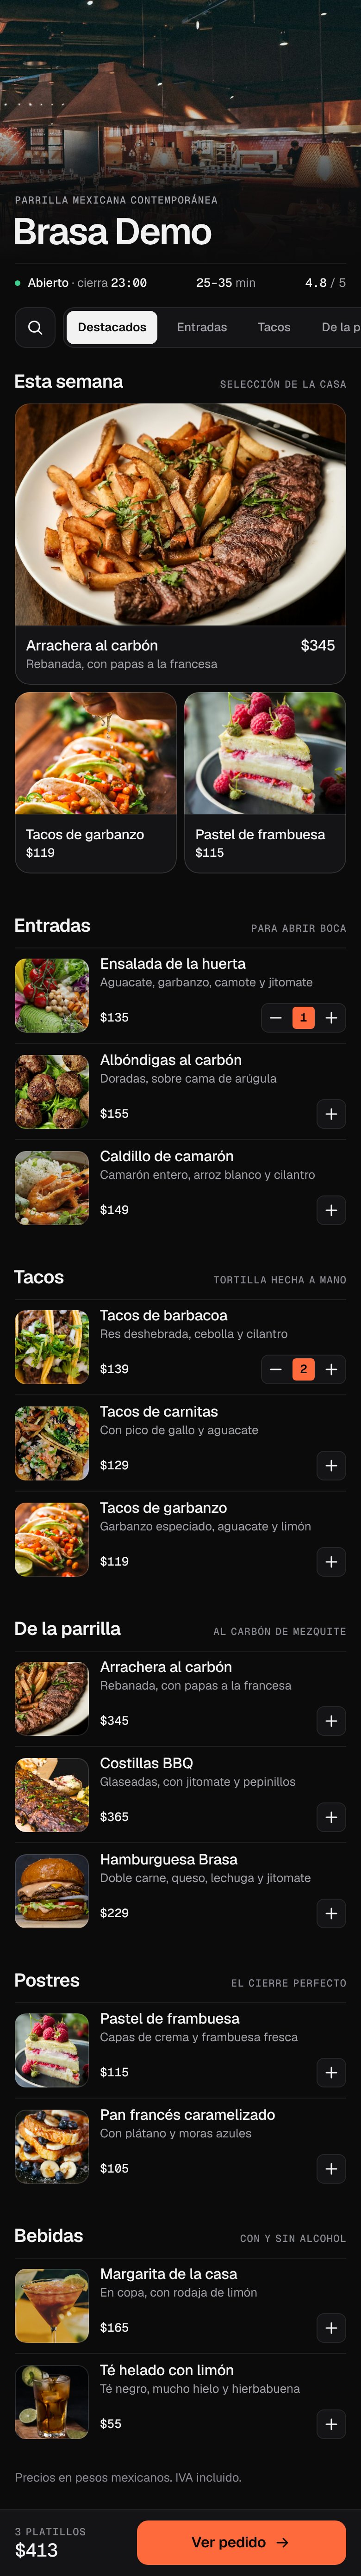 PARRILLA MEXICANA CONTEMPORÁNEA
Brasa Demo
Abierto · cierra 23:00 25–35 min 4.8 / 5
Destacados Entradas Tacos De la p
Esta semana SELECCIÓN DE LA CASA
Arrachera al carbón $345
Rebanada, con papas a la francesa
Tacos de garbanzo
$119
Pastel de frambuesa
$115
Entradas PARA ABRIR BOCA
Ensalada de la huerta
Aguacate, garbanzo, camote y jitomate
$135 − 1 +
Albóndigas al carbón
Doradas, sobre cama de arúgula
$155 +
Caldillo de camarón
Camarón entero, arroz blanco y cilantro
$149 +
Tacos TORTILLA HECHA A MANO
Tacos de barbacoa
Res deshebrada, cebolla y cilantro
$139 − 2 +
Tacos de carnitas
Con pico de gallo y aguacate
$129 +
Tacos de garbanzo
Garbanzo especiado, aguacate y limón
$119 +
De la parrilla AL CARBÓN DE MEZQUITE
Arrachera al carbón
Rebanada, con papas a la francesa
$345 +
Costillas BBQ
Glaseadas, con jitomate y pepinillos
$365 +
Hamburguesa Brasa
Doble carne, queso, lechuga y jitomate
$229 +
Postres EL CIERRE PERFECTO
Pastel de frambuesa
Capas de crema y frambuesa fresca
$115 +
Pan francés caramelizado
Con plátano y moras azules
$105 +
Bebidas CON Y SIN ALCOHOL
Margarita de la casa
En copa, con rodaja de limón
$165 +
Té helado con limón
Té negro, mucho hielo y hierbabuena
$55 +
Precios en pesos mexicanos. IVA incluido.
3 PLATILLOS
$413
Ver pedido →